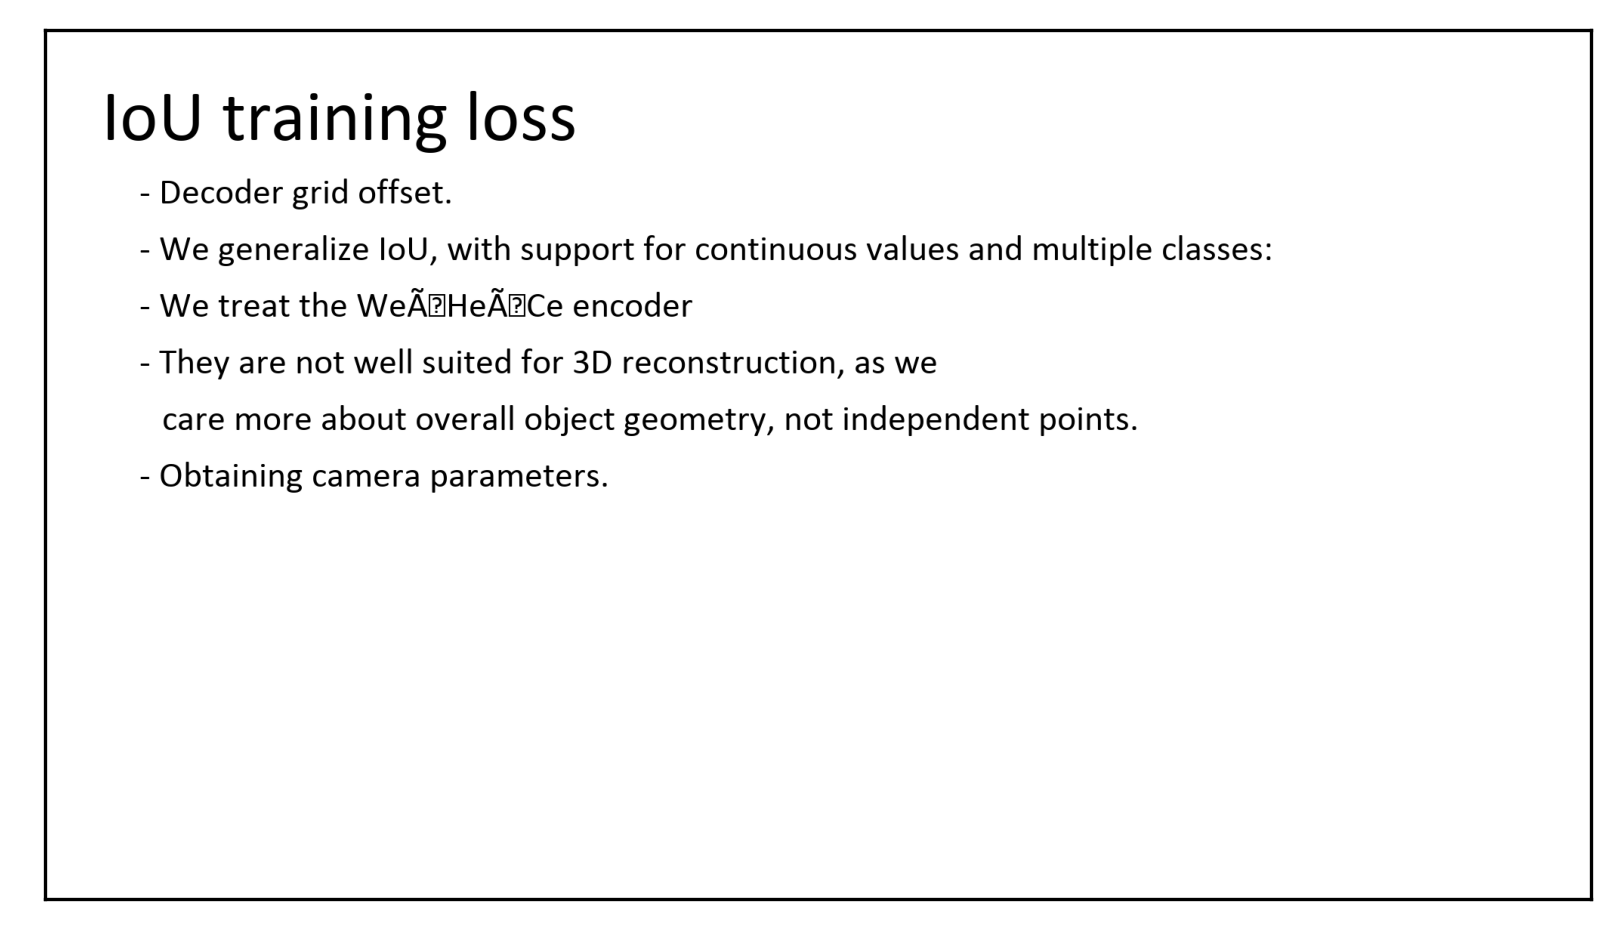 IoU training loss
- Decoder grid offset.
- We generalize IoU, with support for continuous values and multiple classes:
- We treat the WeÃ�HeÃ�Ce encoder
- They are not well suited for 3D reconstruction, as we
care more about overall object geometry, not independent points.
- Obtaining camera parameters.